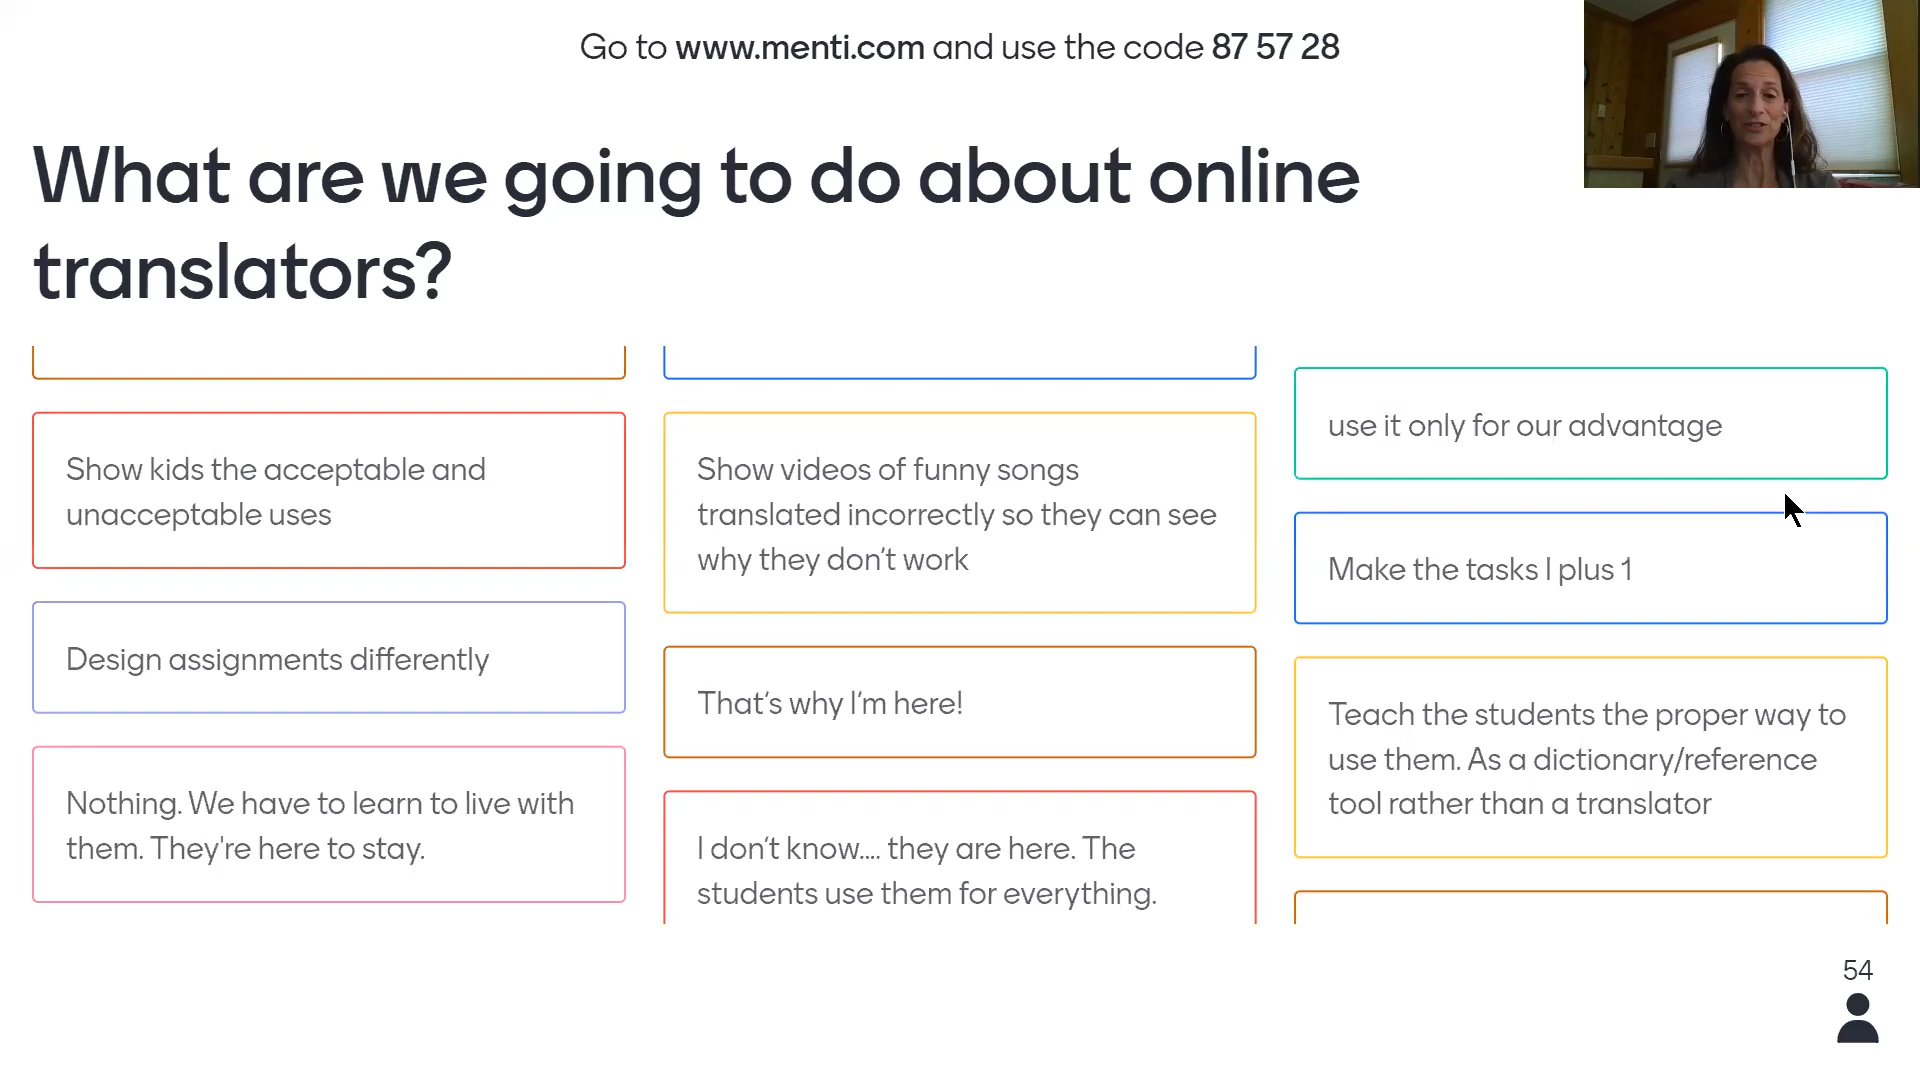 Go to www.menti.com and use the code 87 57 28
What are we going to do about online
translators?
Show kids the acceptable and
unacceptable uses
Design assignments differently
Nothing. We have to learn to live with
them. They're here to stay.
Show videos of funny songs
translated incorrectly so they can see
why they don’t work
That’s why I’m here!
I don’t know.... they are here. The
students use them for everything.
use it only for our advantage
Make the tasks I plus 1
Teach the students the proper way to
use them. As a dictionary/reference
tool rather than a translator
54